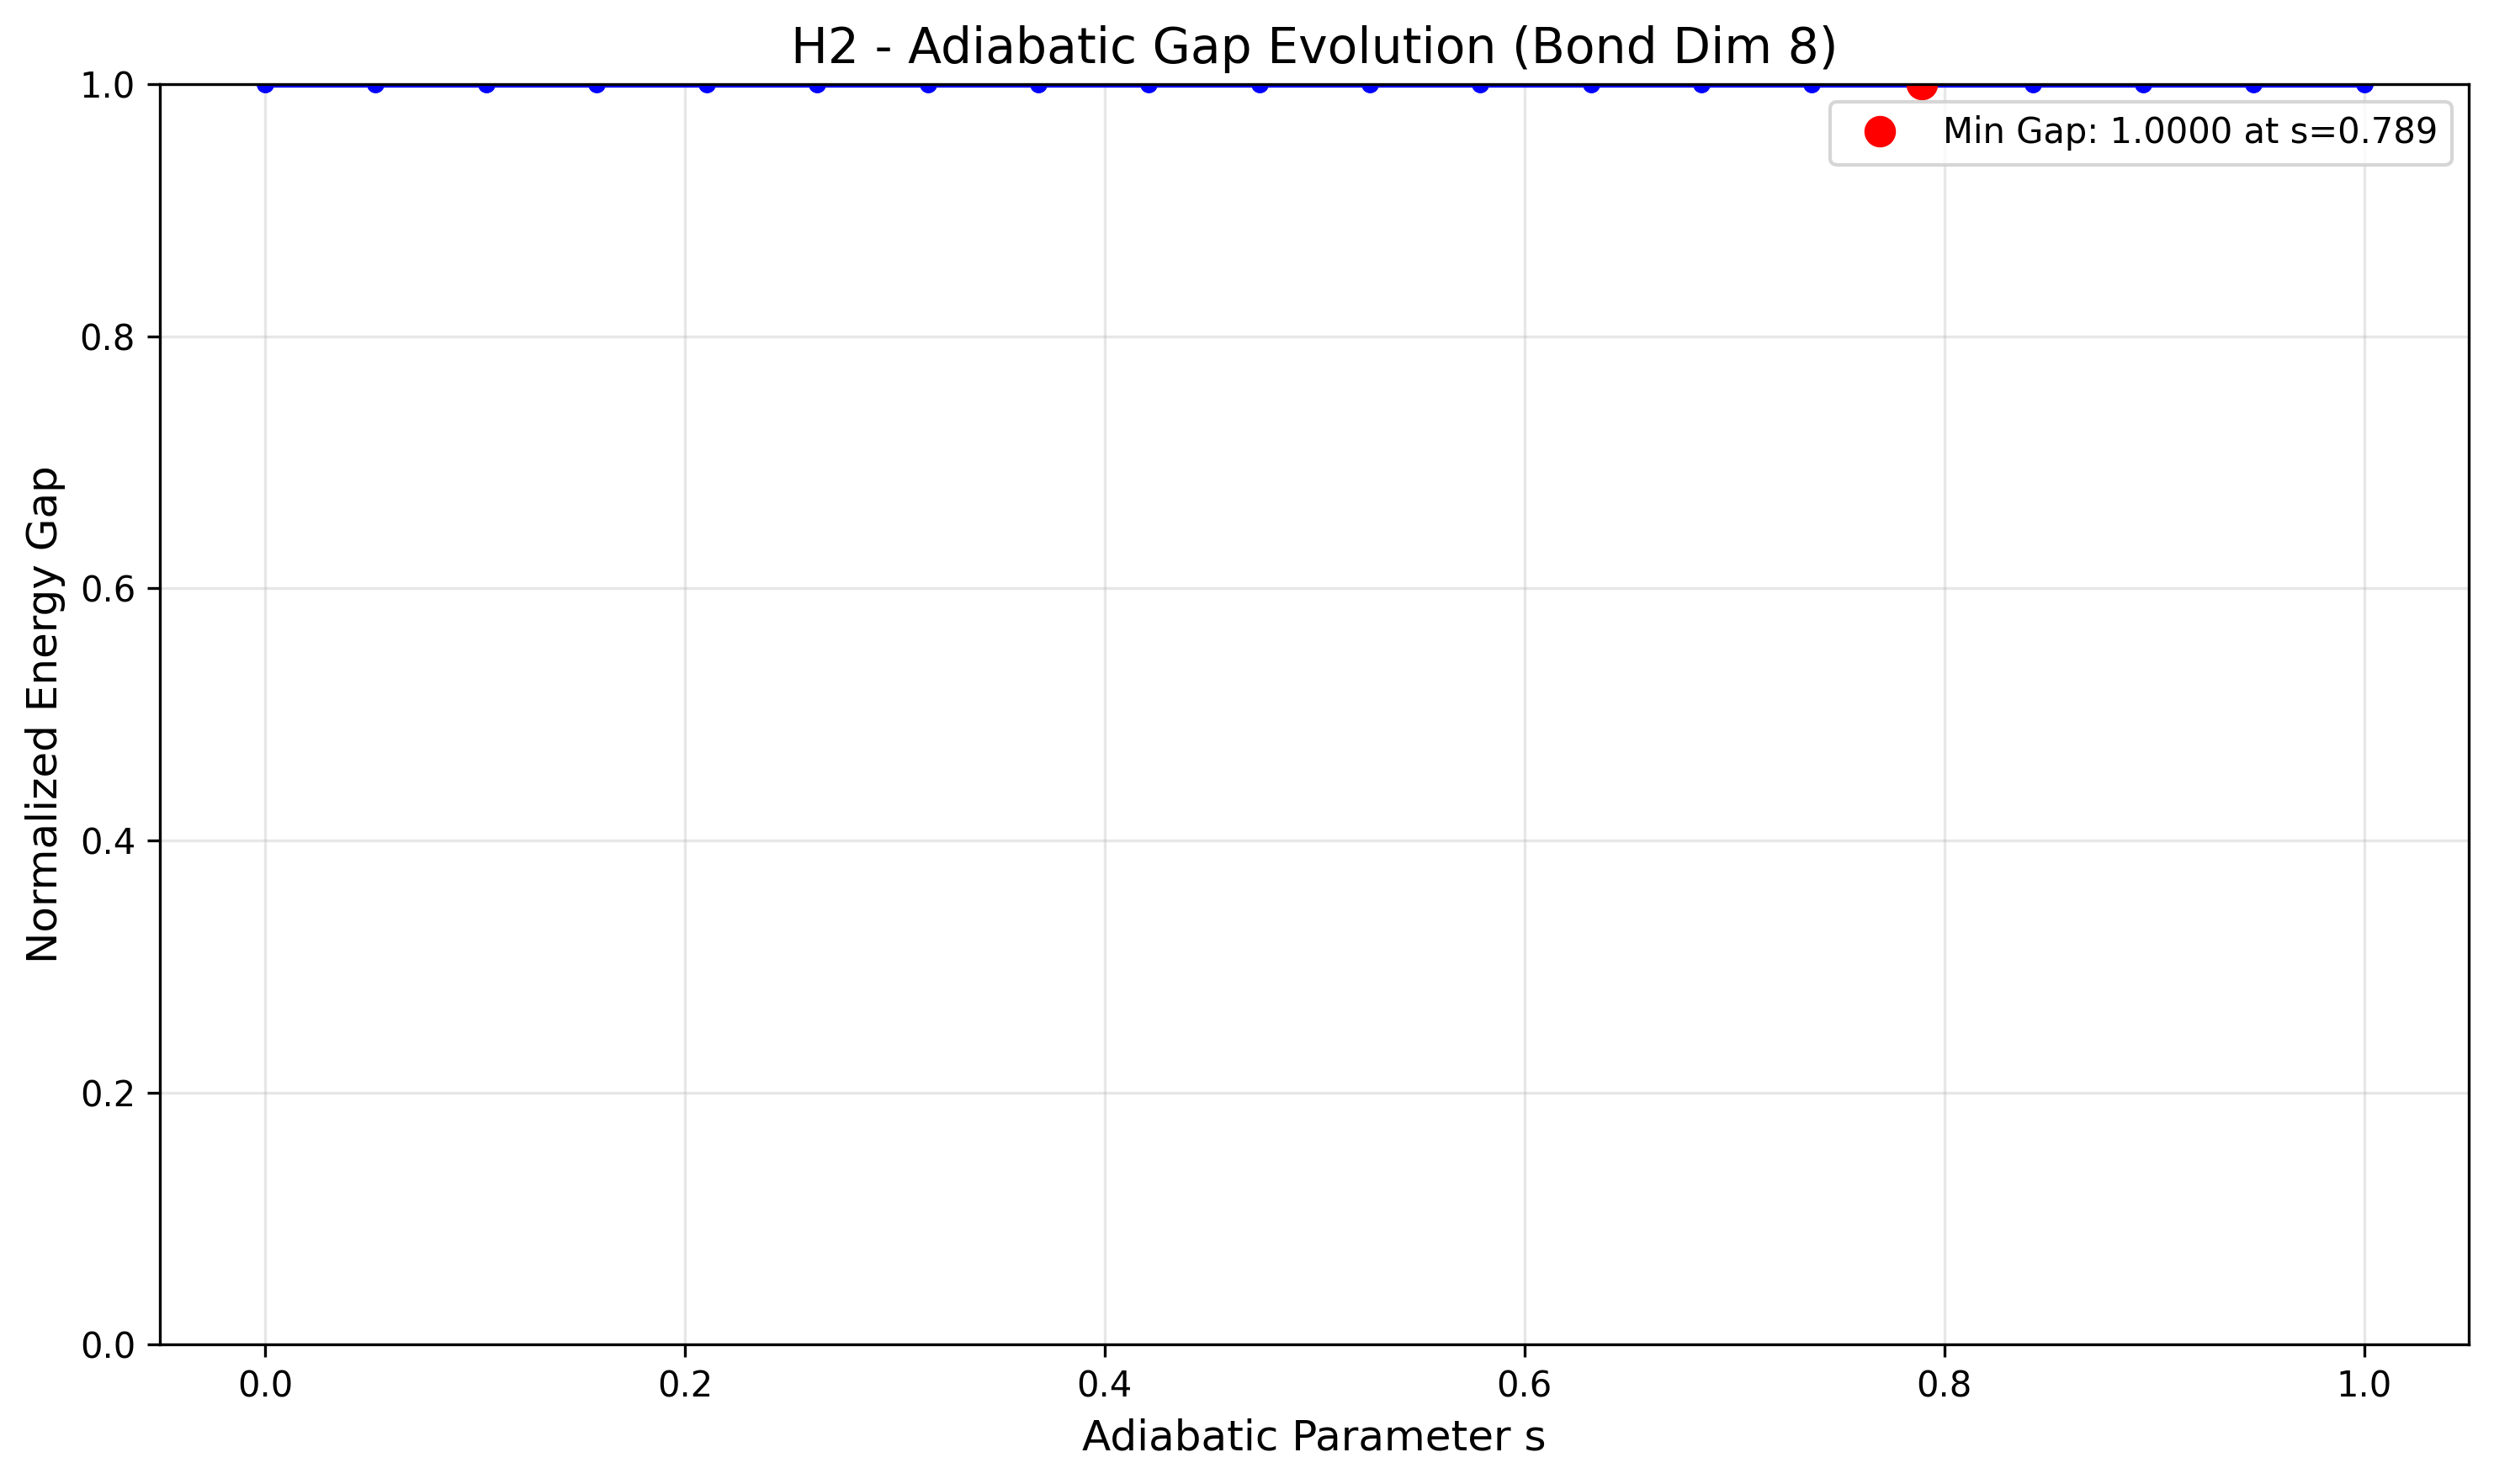 H2 - Adiabatic Gap Evolution (Bond Dim 8)
Min Gap: 1.0000 at s=0.789
Normalized Energy Gap
1.0
0.8
0.6
0.4
0.2
0.0
0.0 0.2 0.4 0.6 0.8 1.0
Adiabatic Parameter s